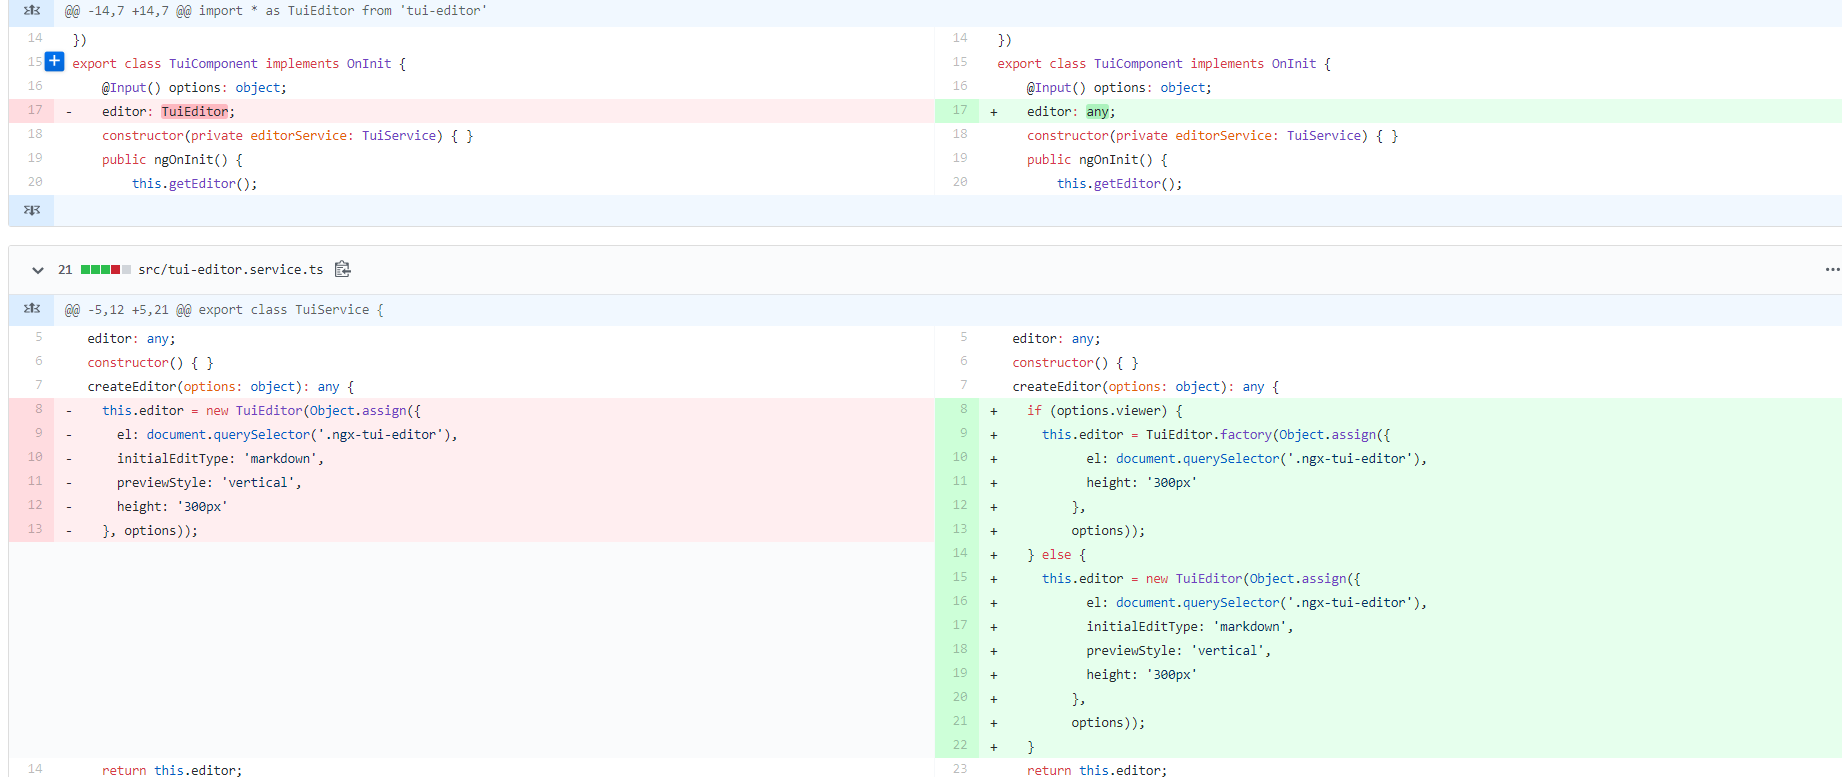 @@ -14,7 +14,7 @@ import * as TuiEditor from 'tui-editor'
14 })
15 + export class TuiComponent implements OnInit {
16 @Input() options: object;
17 - editor: TuiEditor;
18 constructor(private editorService: TuiService) { }
19 public ngOnInit() {
20 this.getEditor();
14 })
15 export class TuiComponent implements OnInit {
16 @Input() options: object;
17 + editor: any;
18 constructor(private editorService: TuiService) { }
19 public ngOnInit() {
20 this.getEditor();
21 src/tui-editor.service.ts
@@ -5,12 +5,21 @@ export class TuiService {
5 editor: any;
6 constructor() { }
7 createEditor(options: object): any {
8 - this.editor = new TuiEditor(Object.assign({
9 - el: document.querySelector('.ngx-tui-editor'),
10 - initialEditType: 'markdown',
11 - previewStyle: 'vertical',
12 - height: '300px'
13 - }, options));
14 return this.editor;
5 editor: any;
6 constructor() { }
7 createEditor(options: object): any {
8 + if (options.viewer) {
9 + this.editor = TuiEditor.factory(Object.assign({
10 + el: document.querySelector('.ngx-tui-editor'),
11 + height: '300px'
12 + },
13 + options));
14 + } else {
15 + this.editor = new TuiEditor(Object.assign({
16 + el: document.querySelector('.ngx-tui-editor'),
17 + initialEditType: 'markdown',
18 + previewStyle: 'vertical',
19 + height: '300px'
20 + },
21 + options));
22 + }
23 return this.editor;